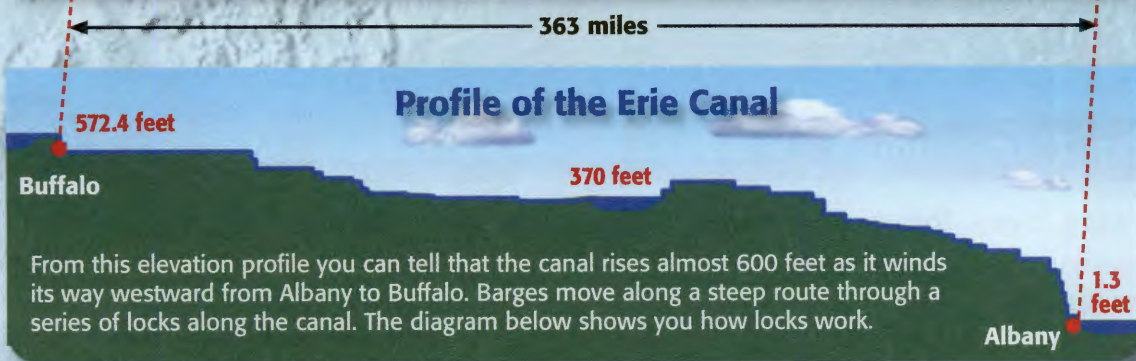 363 miles
Profile of the Erie Canal
572.4 feet
Buffalo
370 feet
From this elevation profile you can tell that the canal rises almost 600 feet as it winds
its way westward from Albany to Buffalo. Barges move along a steep route through a
series of locks along the canal. The diagram below shows you how locks work.
1.3
feet
Albany